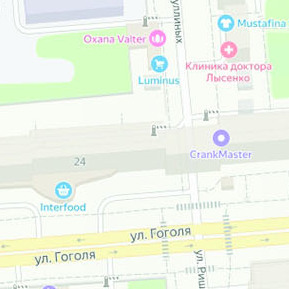 Mustafina
Oxana Valter
Клиника доктора
Лысенко
Luminus
CrankMaster
24
Interfood
ул. Гоголя
ул. Гоголя